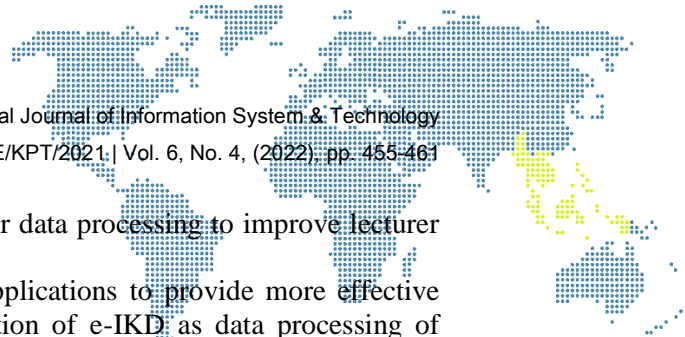 al Journal of Information System & Technology
E/KPT/2021 | Vol. 6, No. 4, (2022), pp. 455-461
r data processing to improve lecturer
pplications to provide more effective
tion of e-IKD as data processing of